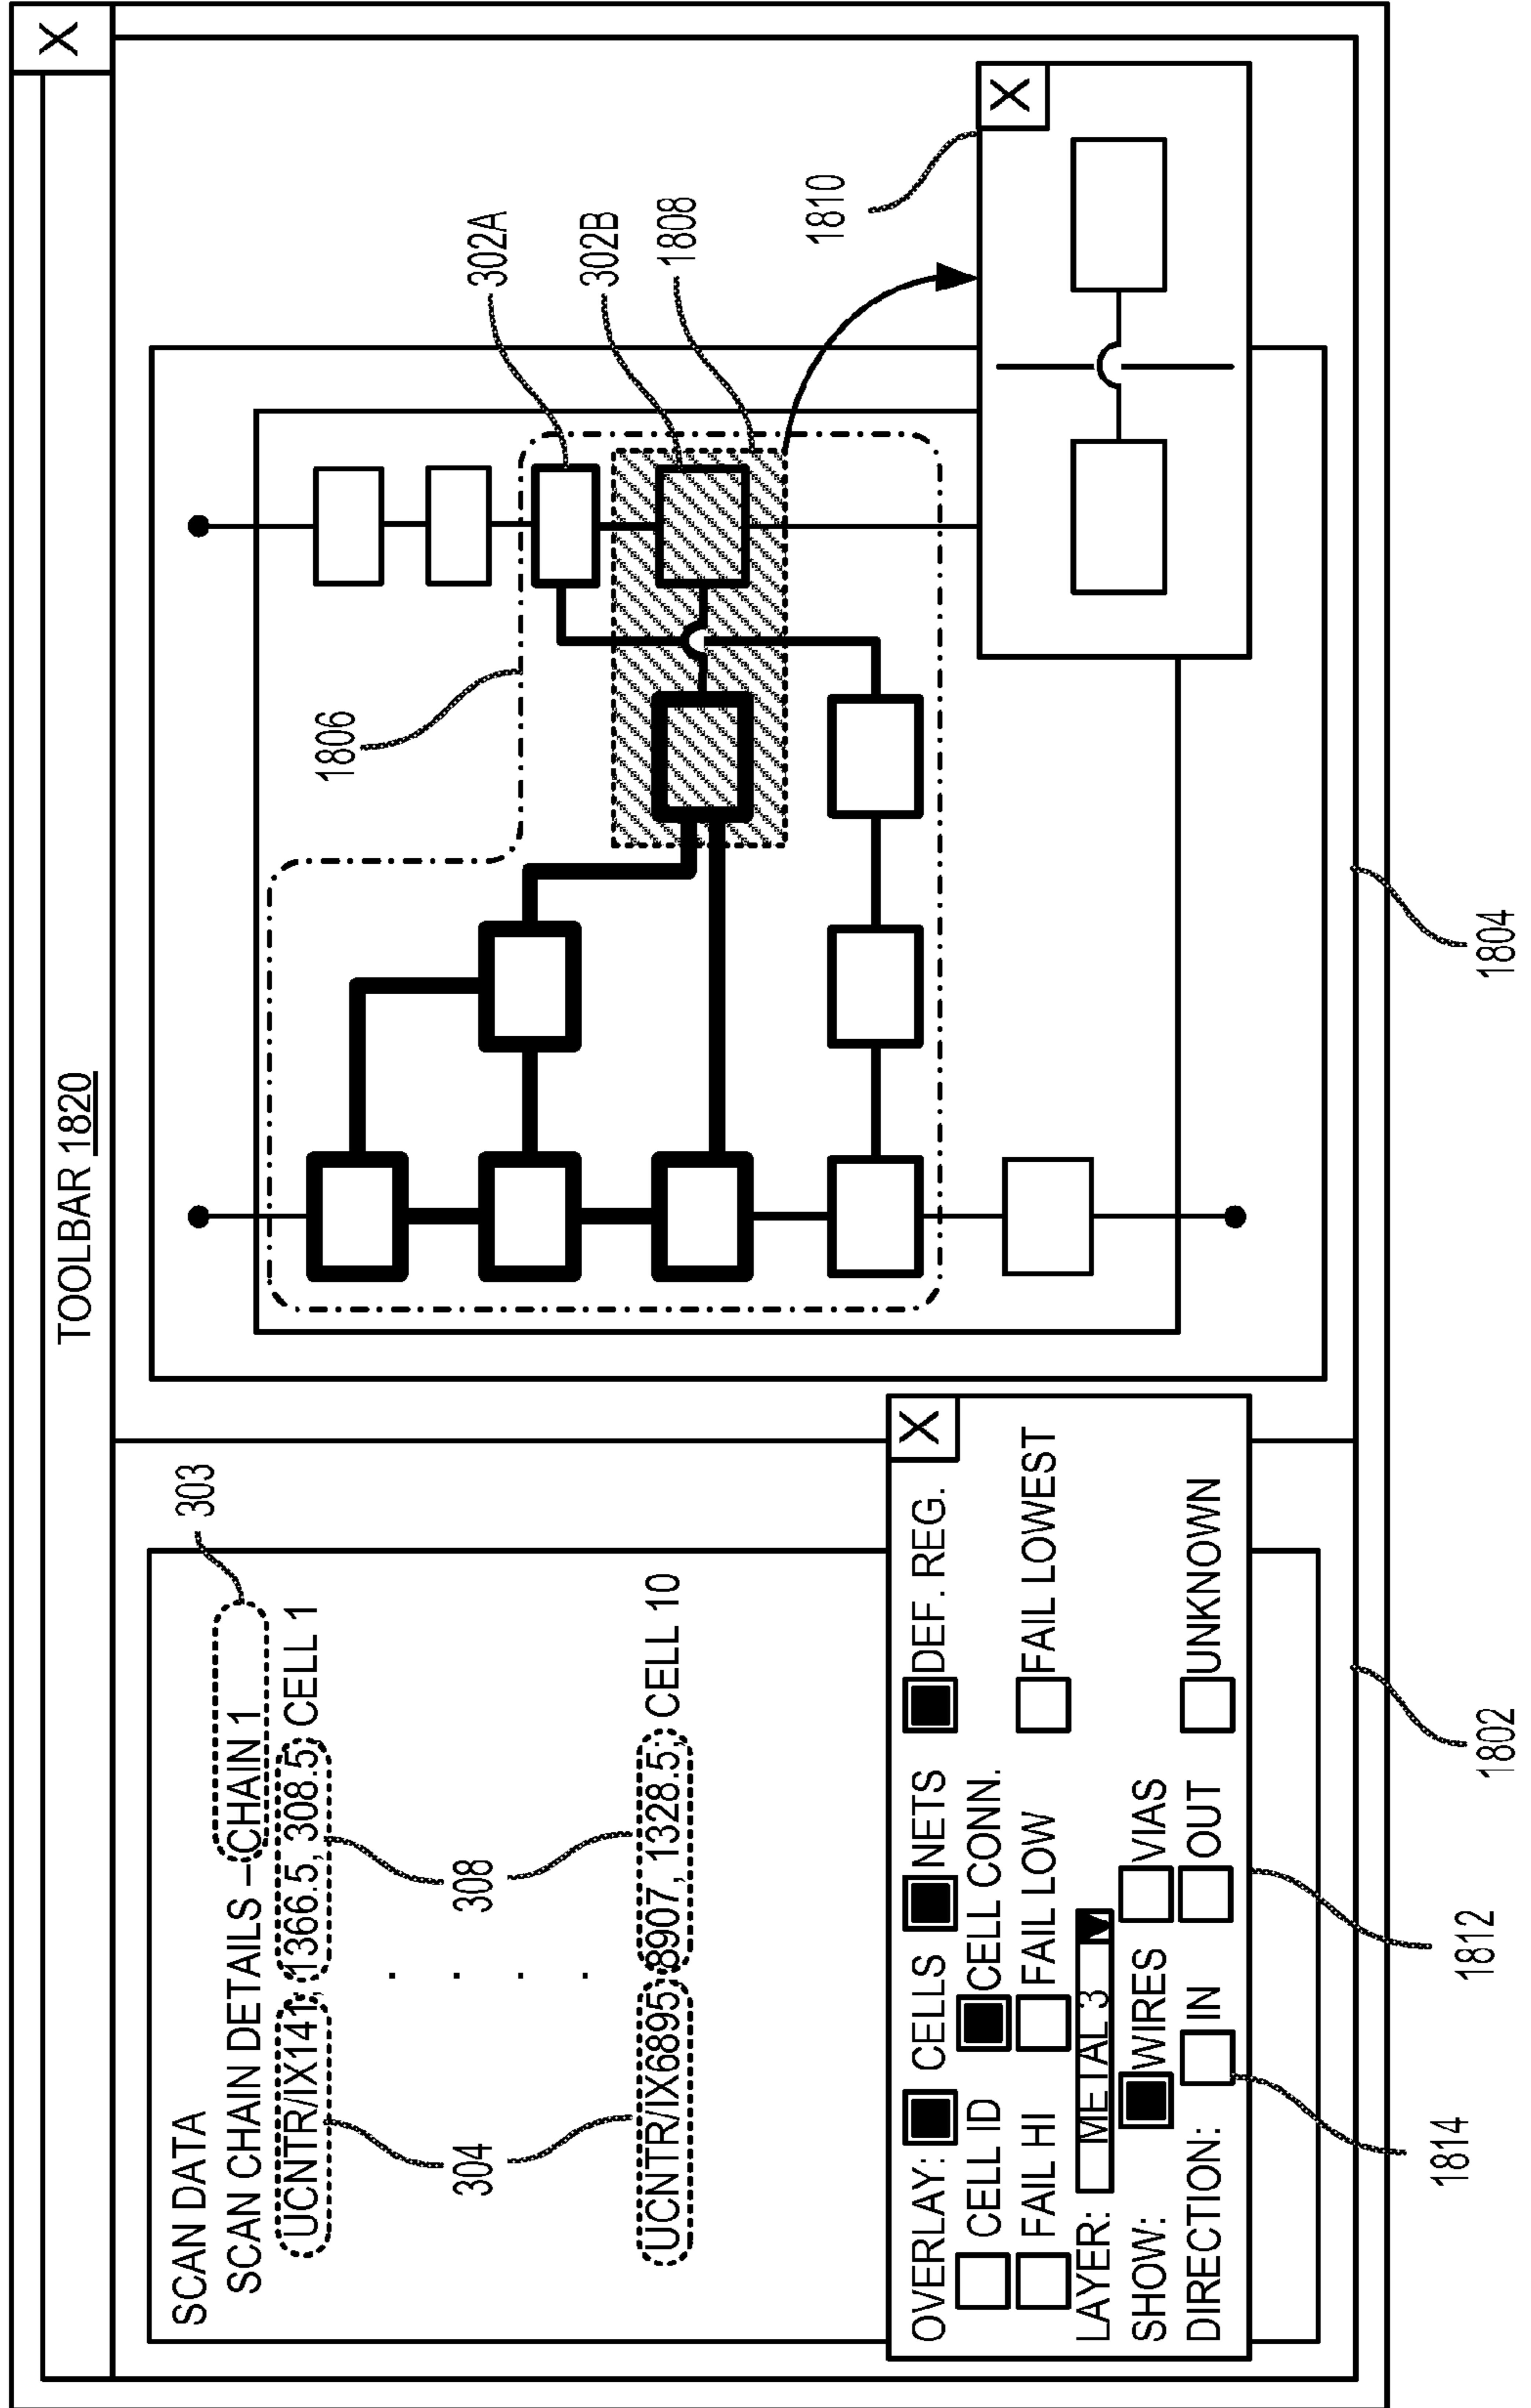 TOOLBAR 1820
X
SCAN DATA
SCAN CHAIN DETAILS – CHAIN 1
303
UCNTR/IX141; 1366.5, 308.5; CELL 1
304
308
.
.
.
.
UCNTR/IX6895; 8907, 1328.5; CELL 10
X
OVERLAY: CELLS NETS DEF. REG.
CELL ID CELL CONN.
FAIL HI FAIL LOW FAIL LOWEST
LAYER: METAL 3
SHOW: WIRES VIAS
DIRECTION: IN OUT UNKNOWN
1814
1812
1802
1806
302A
302B
1808
1810
X
1804